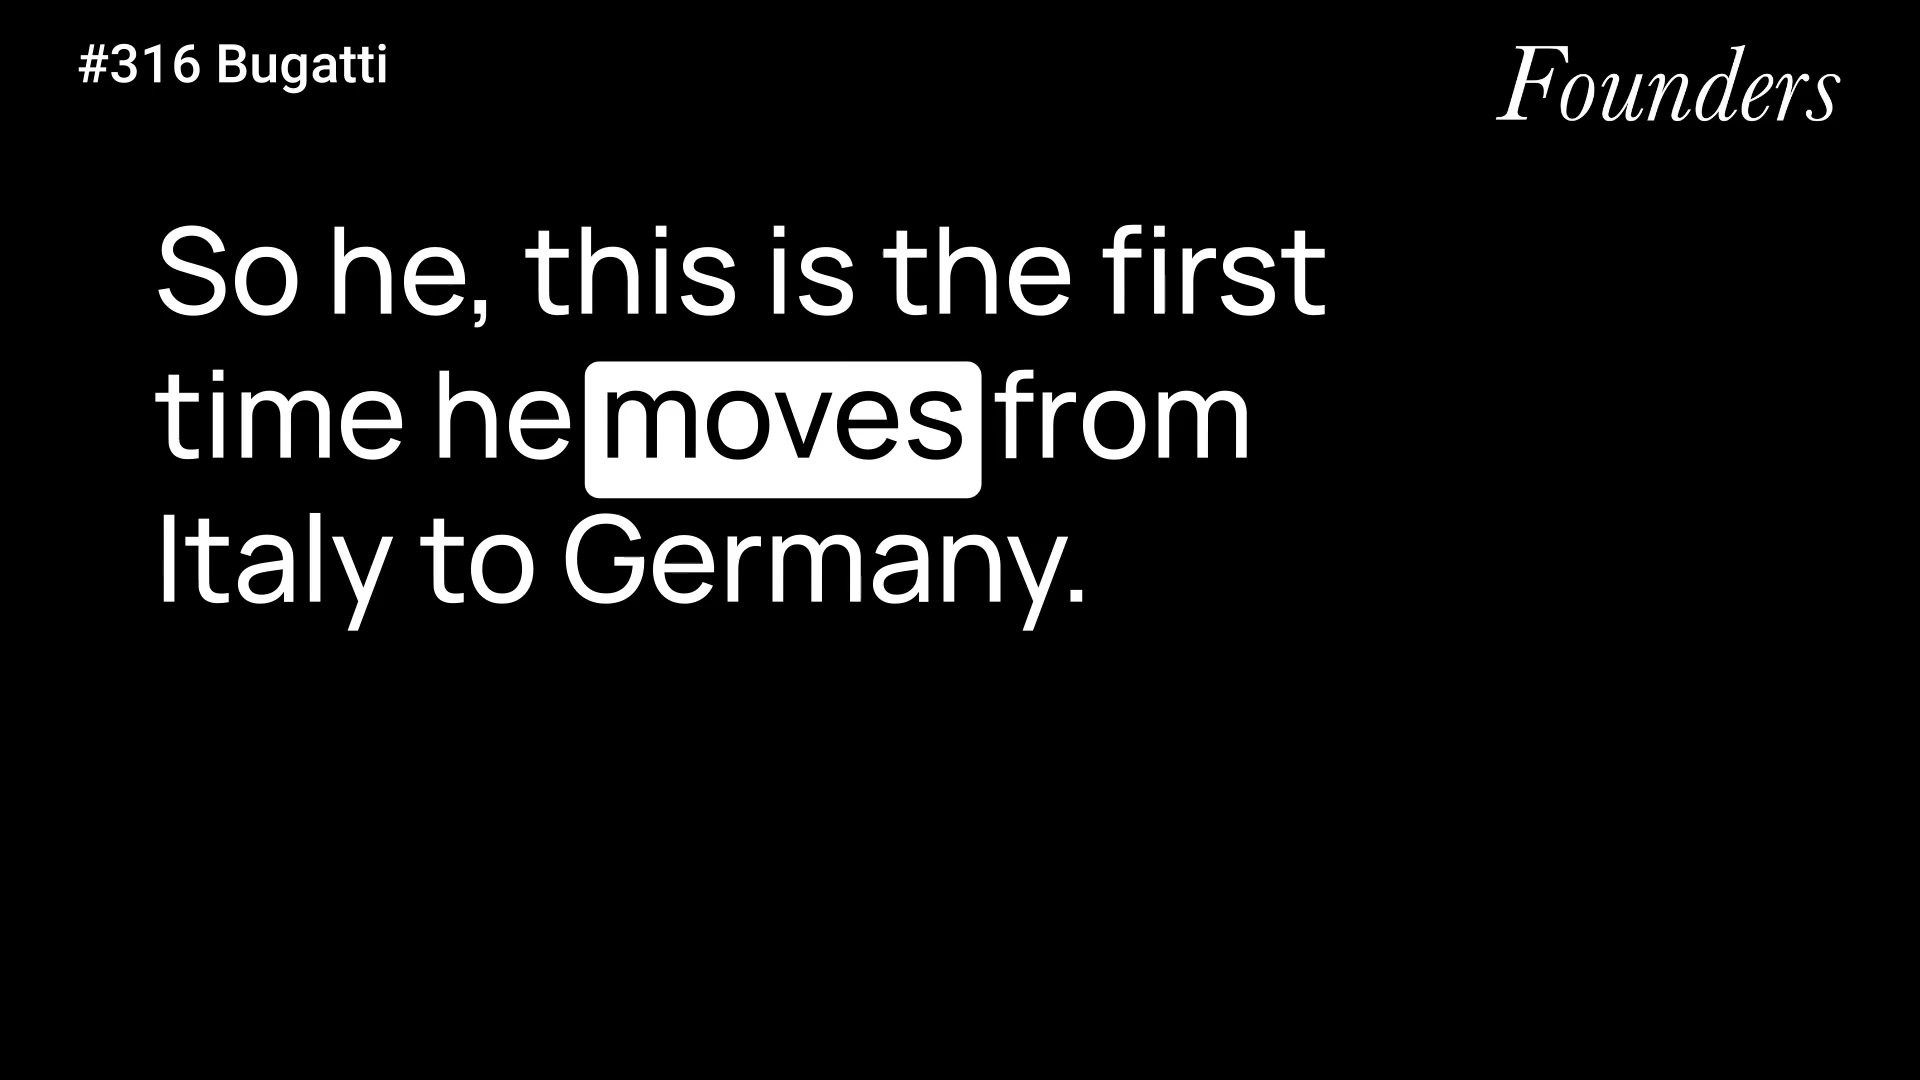 #316 Bugatti
Founders
So he, this is the first
time he moves from
Italy to Germany.